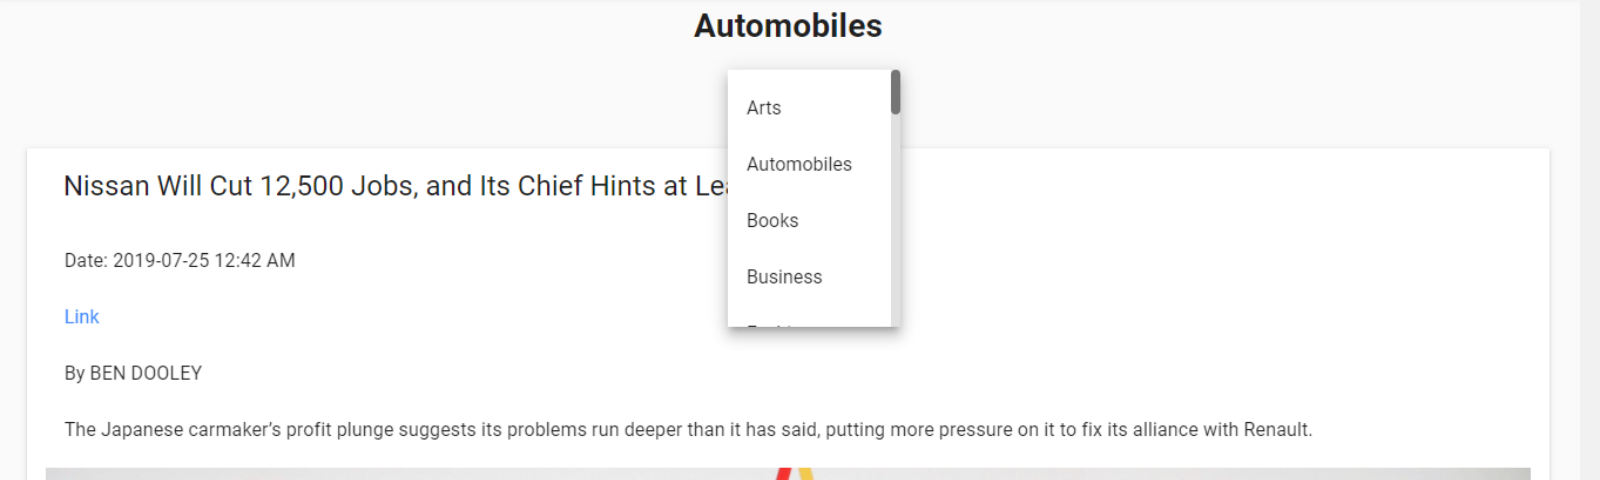 Automobiles
Arts
Automobiles
Books
Business
Nissan Will Cut 12,500 Jobs, and Its Chief Hints at
Date: 2019-07-25 12:42 AM
Link
By BEN DOOLEY
The Japanese carmaker’s profit plunge suggests its problems run deeper than it has said, putting more pressure on it to fix its alliance with Renault.